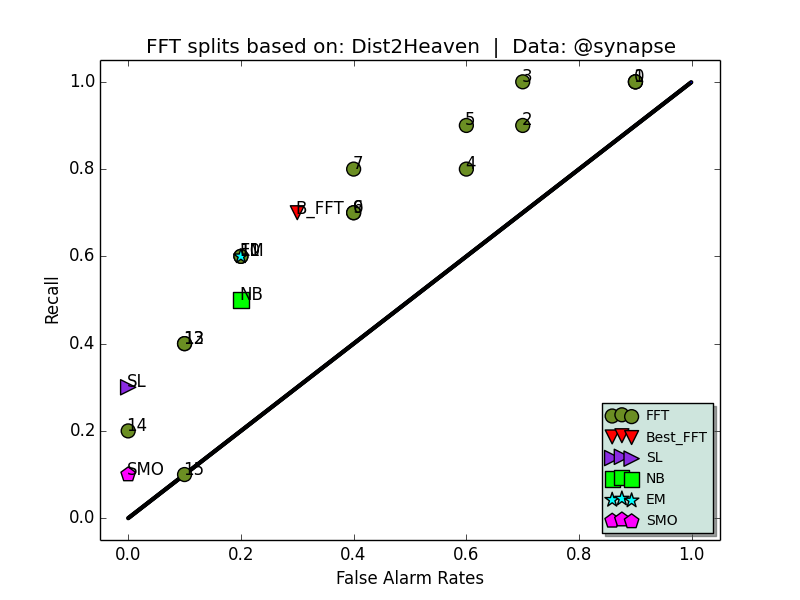 FFT splits based on: Dist2Heaven | Data: @synapse
1.0
3
0.8
5
2
7
4
B_FFT
0.6
EM
NB
0.4
SL
14
0.2
SMO
15
0.0
Recall
0.0 0.2 0.4 0.6 0.8 1.0
False Alarm Rates
FFT
Best_FFT
SL
NB
EM
SMO